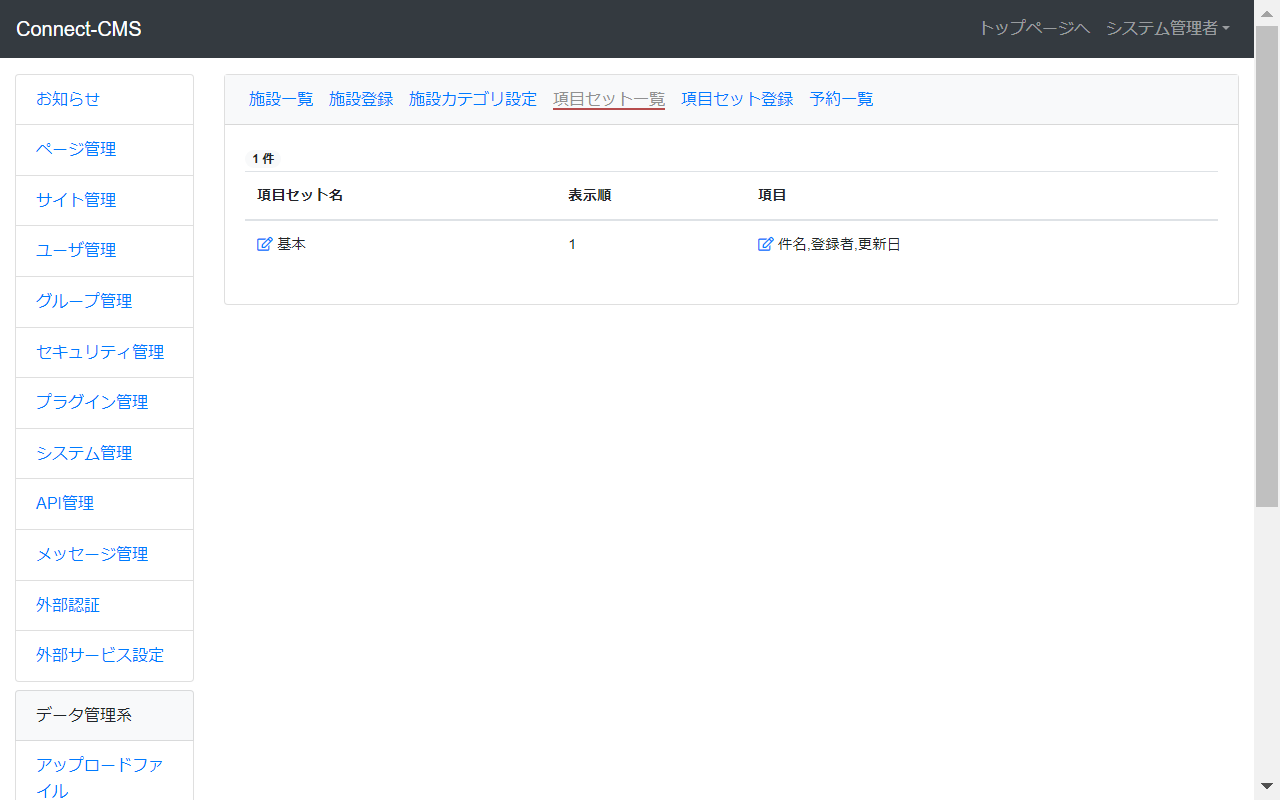 Connect-CMS
トップページへ システム管理者
お知らせ
ページ管理
サイト管理
ユーザ管理
グループ管理
セキュリティ管理
プラグイン管理
システム管理
API管理
メッセージ管理
外部認証
外部サービス設定
データ管理系
アップロードファ
イル
施設一覧 施設登録 施設カテゴリ設定 項目セット一覧 項目セット登録 予約一覧
1 件
項目セット名 表示順 項目
基本 1 件名,登録者,更新日